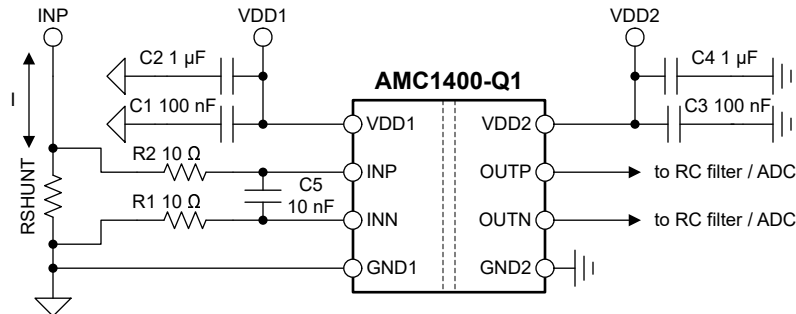 INP
VDD1
VDD2
C2 1 µF
C4 1 µF
AMC1400-Q1
I
C1 100 nF
C3 100 nF
VDD1
VDD2
R2 10 Ω
INP
OUTP
to RC filter / ADC
RSHUNT
C5
10 nF
R1 10 Ω
INN
OUTN
to RC filter / ADC
GND1
GND2